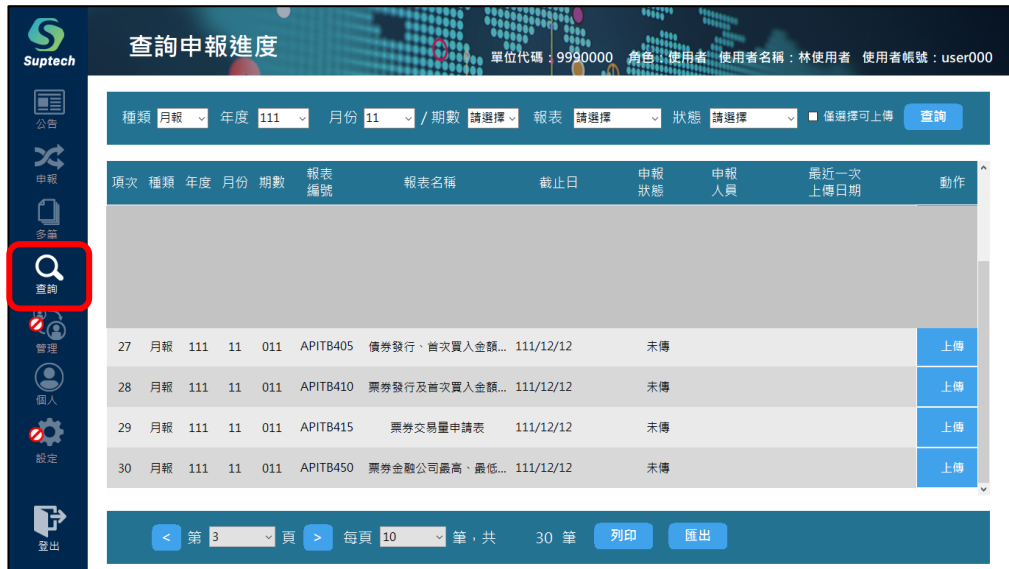 Suptech
查詢申報進度
單位代碼：9990000 角色：使用者 使用者名稱：林使用者 使用者帳號：user000
公告
申報
多筆
查詢
管理
個人
設定
登出
種類 月報 年度 111 月份 11 / 期數 請選擇 報表 請選擇 狀態 請選擇 僅選擇可上傳 查詢
項次 種類 年度 月份 期數 報表編號 報表名稱 截止日 申報狀態 申報人員 最近一次上傳日期 動作
27 月報 111 11 011 APITB405 債券發行、首次買入金額... 111/12/12 未傳 上傳
28 月報 111 11 011 APITB410 票券發行及首次買入金額... 111/12/12 未傳 上傳
29 月報 111 11 011 APITB415 票券交易量申請表 111/12/12 未傳 上傳
30 月報 111 11 011 APITB450 票券金融公司最高、最低... 111/12/12 未傳 上傳
< 第 3 頁 > 每頁 10 筆，共 30 筆 列印 匯出